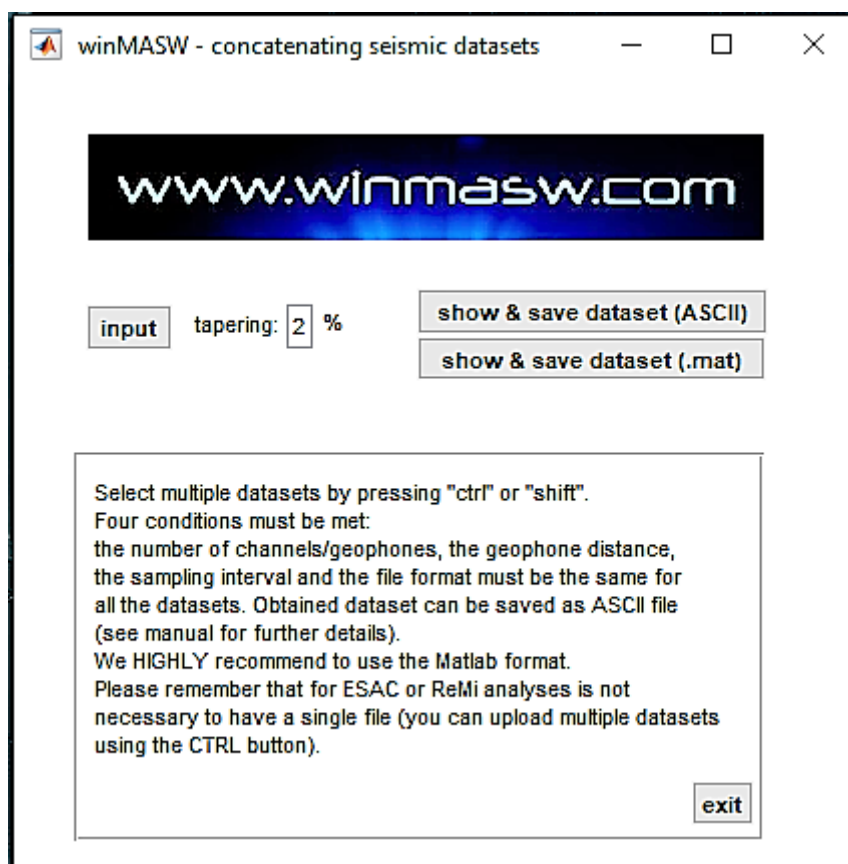 winMASW - concatenating seismic datasets
www.winmasw.com
input tapering: 2 % show & save dataset (ASCII)
show & save dataset (.mat)
Select multiple datasets by pressing "ctrl" or "shift".
Four conditions must be met:
the number of channels/geophones, the geophone distance,
the sampling interval and the file format must be the same for
all the datasets. Obtained dataset can be saved as ASCII file
(see manual for further details).
We HIGHLY recommend to use the Matlab format.
Please remember that for ESAC or ReMi analyses is not
necessary to have a single file (you can upload multiple datasets
using the CTRL button).
exit